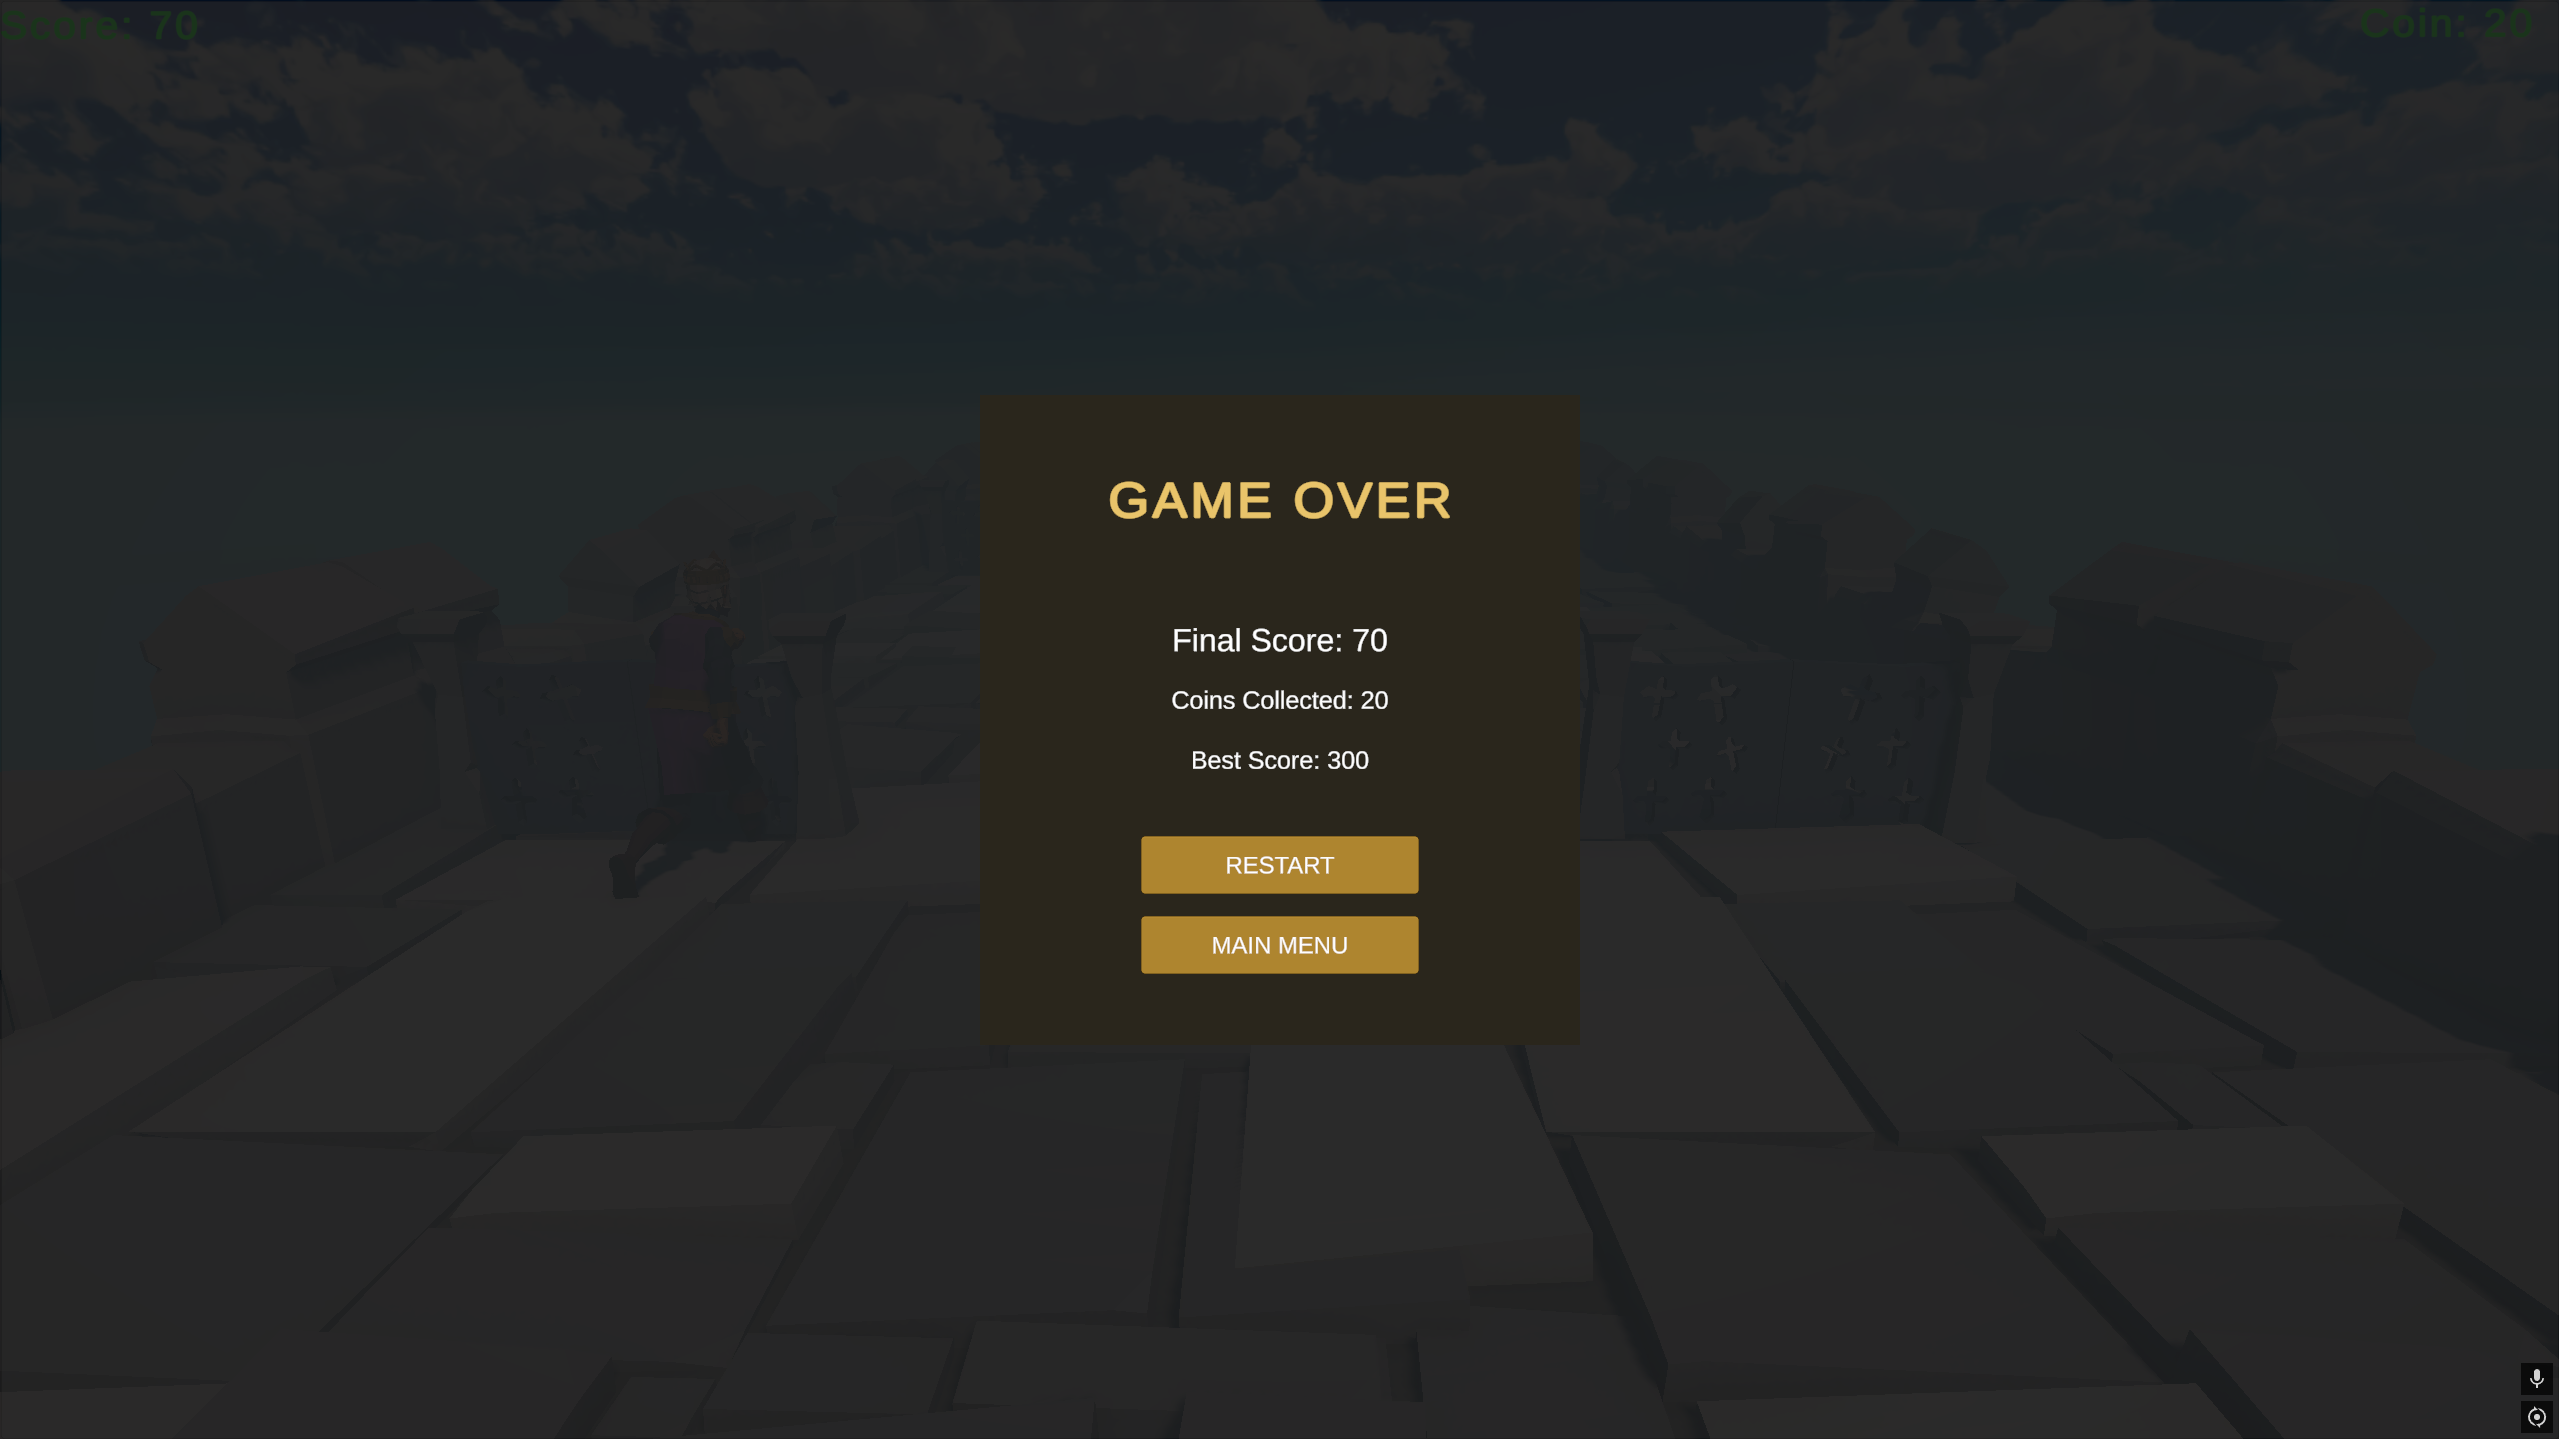 Score: 70
Coin: 20
GAME OVER
Final Score: 70
Coins Collected: 20
Best Score: 300
RESTART
MAIN MENU